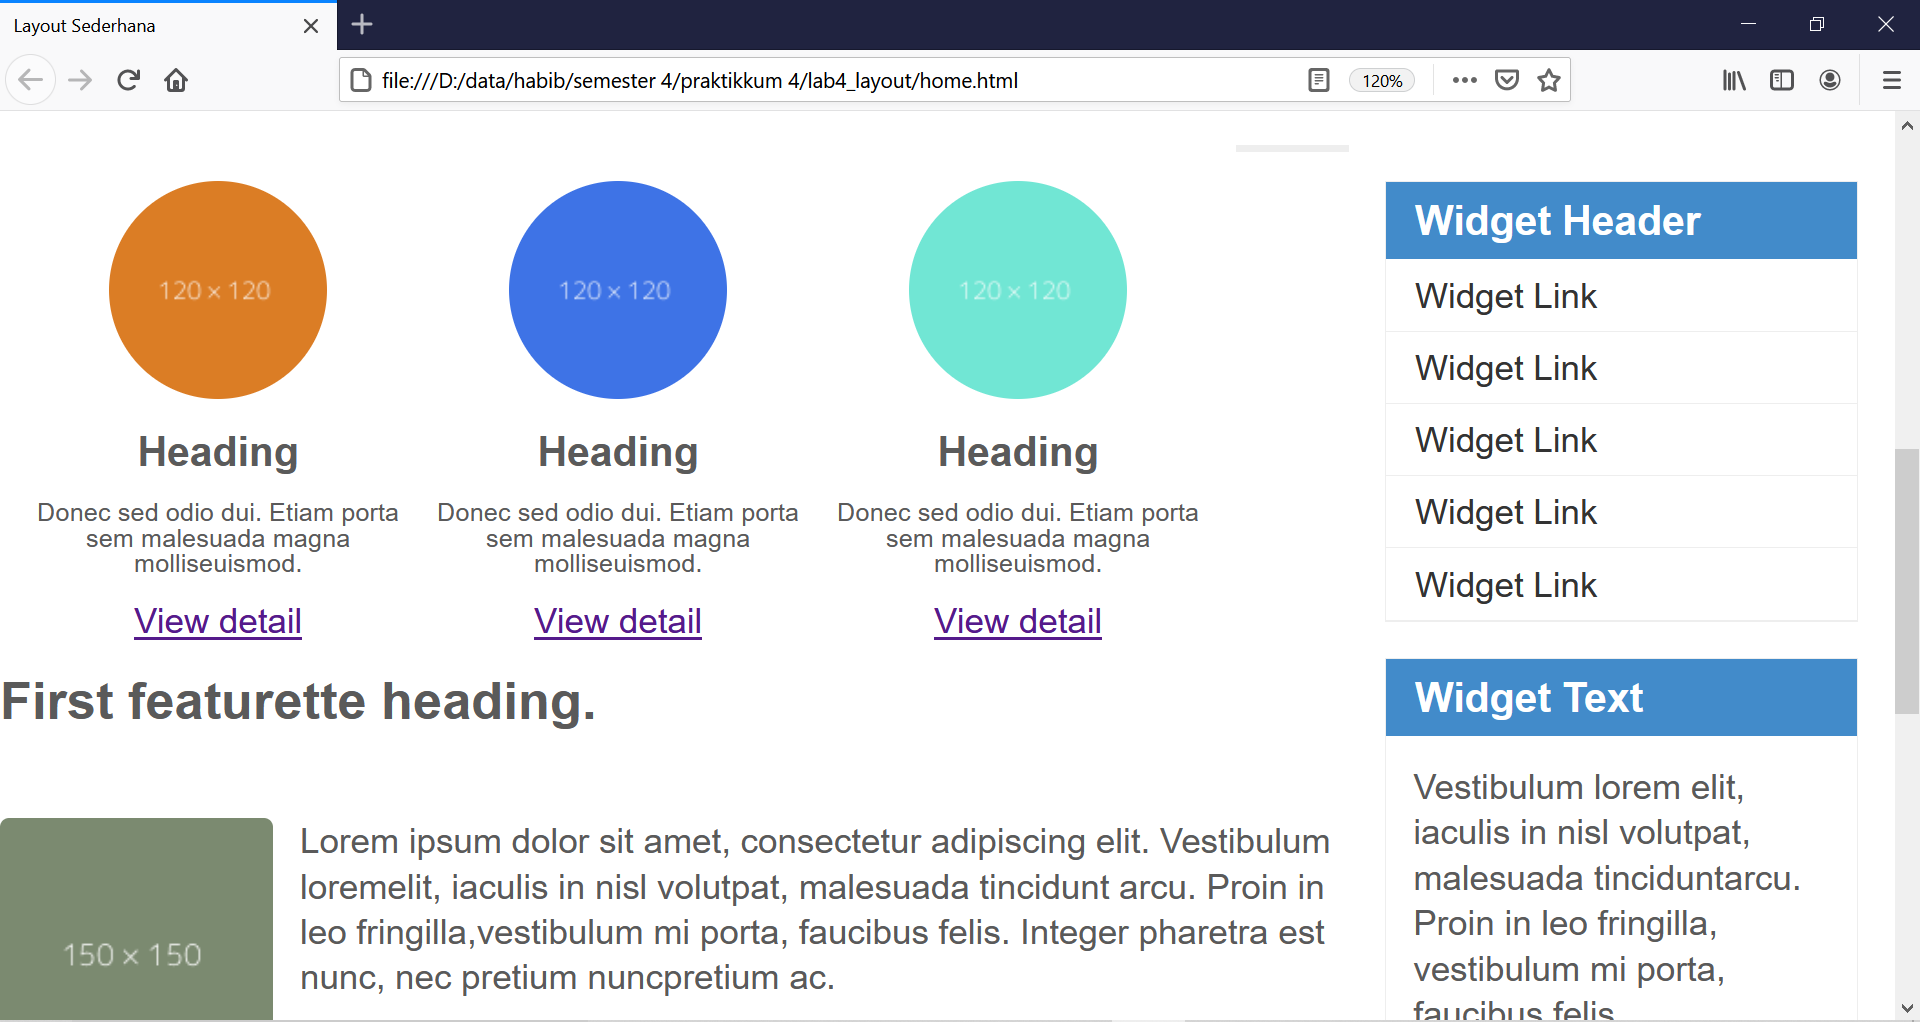 Layout Sederhana
file:///D:/data/habib/semester 4/praktikkum 4/lab4_layout/home.html
120%
120 × 120
120 × 120
120 × 120
Heading
Heading
Heading
Donec sed odio dui. Etiam porta
sem malesuada magna
molliseuismod.
Donec sed odio dui. Etiam porta
sem malesuada magna
molliseuismod.
Donec sed odio dui. Etiam porta
sem malesuada magna
molliseuismod.
View detail
View detail
View detail
First featurette heading.
150 × 150
Lorem ipsum dolor sit amet, consectetur adipiscing elit. Vestibulum
loremelit, iaculis in nisl volutpat, malesuada tincidunt arcu. Proin in
leo fringilla,vestibulum mi porta, faucibus felis. Integer pharetra est
nunc, nec pretium nuncpretium ac.
Widget Header
Widget Link
Widget Link
Widget Link
Widget Link
Widget Link
Widget Text
Vestibulum lorem elit,
iaculis in nisl volutpat,
malesuada tinciduntarcu.
Proin in leo fringilla,
vestibulum mi porta,
faucibus felis.